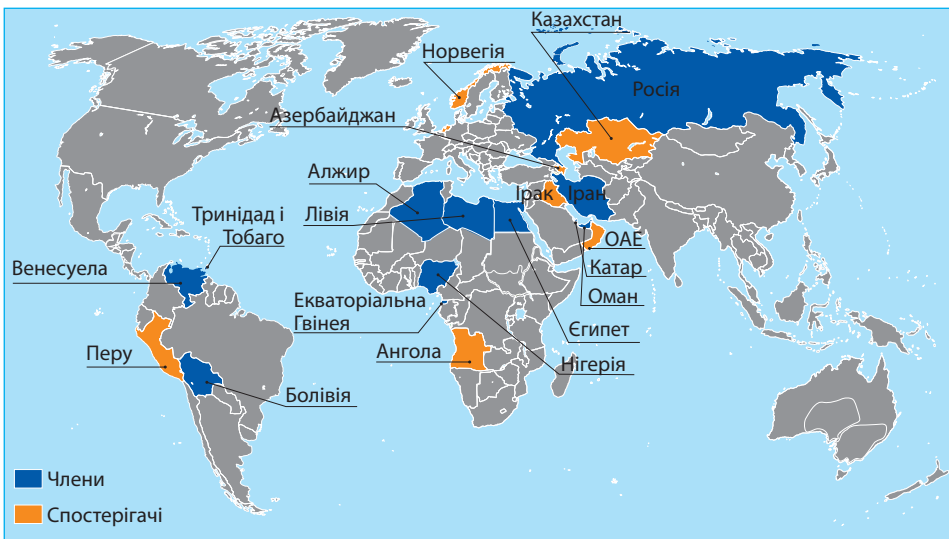 Казахстан
Норвегія
Росія
Азербайджан
Алжир
Ірак
Іран
Лівія
Тринідад і
Тобаго
ОАЕ
Венесуела
Катар
Оман
Екваторіальна
Гвінея
Єгипет
Перу
Ангола
Нігерія
Болівія
Члени
Спостерігачі